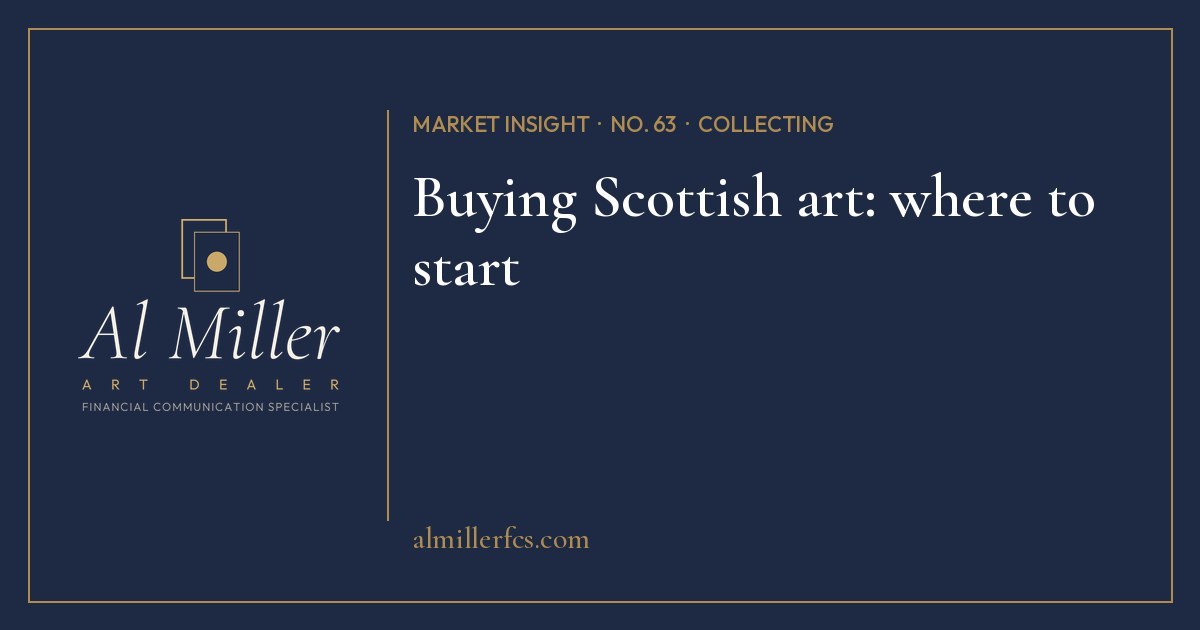 Al Miller
ART DEALER
FINANCIAL COMMUNICATION SPECIALIST
MARKET INSIGHT · NO. 63 · COLLECTING
Buying Scottish art: where to
start
almillerfcs.com